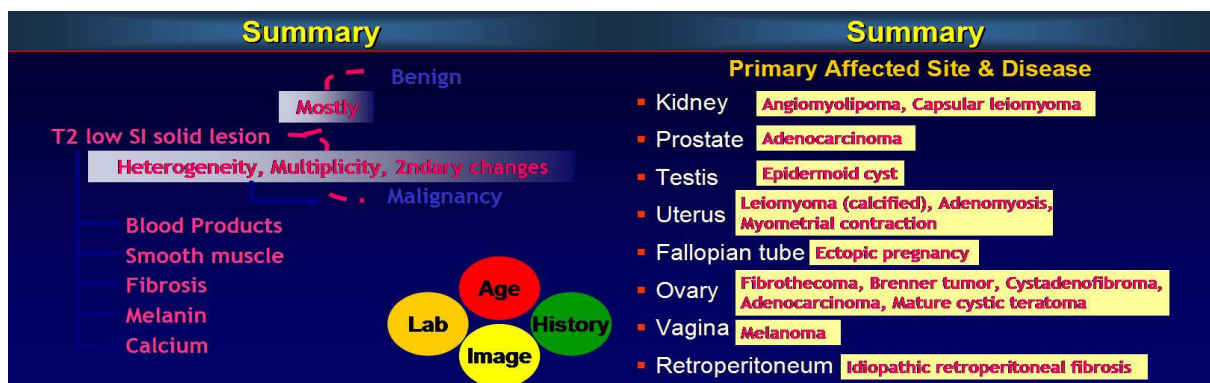 Summary
Benign
Mostly
T2 low SI solid lesion
Heterogeneity, Multiplicity, 2ndary changes
Malignancy
Blood Products
Smooth muscle
Fibrosis
Melanin
Calcium
Age
Lab
History
Image
Summary
Primary Affected Site & Disease
Kidney Angiomyolipoma, Capsular leiomyoma
Prostate Adenocarcinoma
Testis Epidermoid cyst
Uterus Leiomyoma (calcified), Adenomyosis,
Myometrial contraction
Fallopian tube Ectopic pregnancy
Ovary Fibrothecoma, Brenner tumor, Cystadenofibroma,
Adenocarcinoma, Mature cystic teratoma
Vagina Melanoma
Retroperitoneum Idiopathic retroperitoneal fibrosis